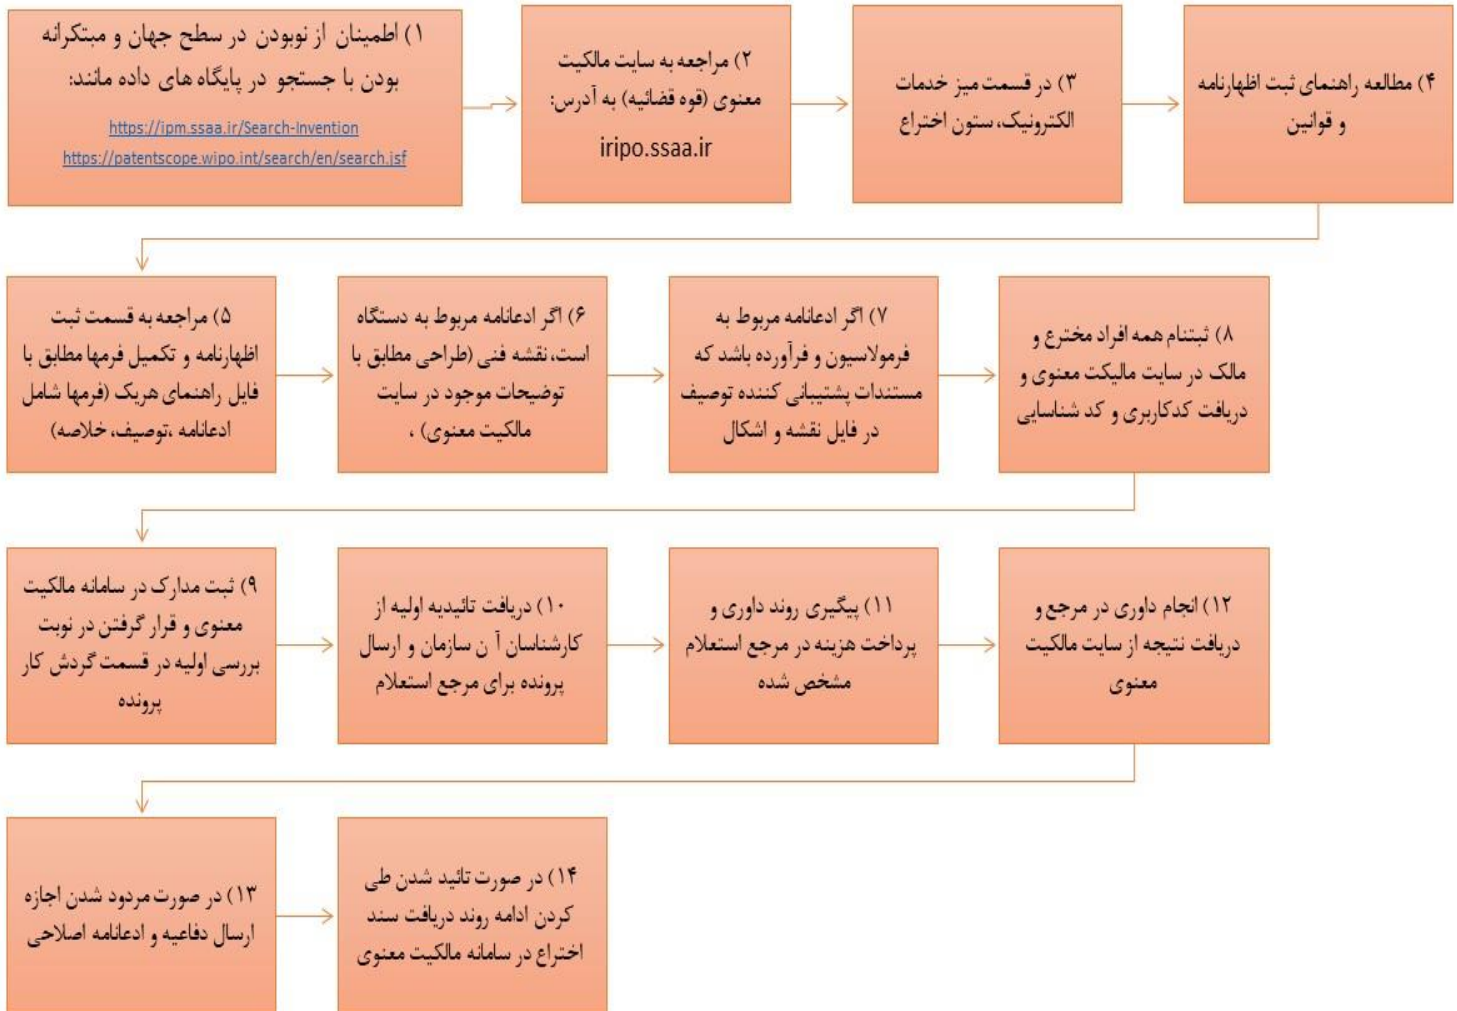 ۱) اطمینان از نوبودن در سطح جهان و مبتکرانه
بودن با جستجو در پایگاه های داده مانند:
https://ipm.ssaa.ir/Search-Invention
https://patentscope.wipo.int/search/en/search.jsf
۲) مراجعه به سایت مالکیت
معنوی (قوه قضائیه) به آدرس:
iripo.ssaa.ir
۳) در قسمت میز خدمات
الکترونیک، ستون اختراع
۴) مطالعه راهنمای ثبت اظهارنامه
و قوانین
۵) مراجعه به قسمت ثبت
اظهارنامه و تکمیل فرمها مطابق با
فایل راهنمای هریک (فرمها شامل
ادعانامه ،توصیف، خلاصه)
۶) اگر ادعانامه مربوط به دستگاه
است، نقشه فنی (طراحی مطابق با
توضیحات موجود در سایت
مالکیت معنوی) ،
۷) اگر ادعانامه مربوط به
فرمولاسیون و فرآورده باشد که
مستندات پشتیبانی کننده توصیف
در فایل نقشه و اشکال
۸) ثبتنام همه افراد مخترع و
مالک در سایت مالیکت معنوی و
دریافت کدکاربری و کد شناسایی
۹) ثبت مدارک در سامانه مالکیت
معنوی و قرار گرفتن در نوبت
بررسی اولیه در قسمت گردش کار
پرونده
۱۰) دریافت تائیدیه اولیه از
کارشناسان آ ن سازمان و ارسال
پرونده برای مرجع استعلام
۱۱) پیگیری روند داوری و
پرداخت هزینه در مرجع استعلام
مشخص شده
۱۲) انجام داوری در مرجع و
دریافت نتیجه از سایت مالکیت
معنوی
۱۳) در صورت مردود شدن اجازه
ارسال دفاعیه و ادعانامه اصلاحی
۱۴) در صورت تائید شدن طی
کردن ادامه روند دریافت سند
اختراع در سامانه مالکیت معنوی